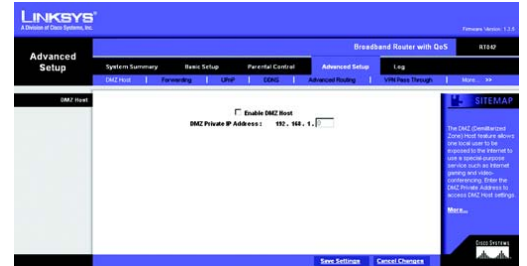 LINKSYS®
A Division of Cisco Systems, Inc.
Firmware Version: 1.2.8
Broadband Router with QoS
RT042
Advanced Setup
System Summary
Basic Setup
Parental Control
Advanced Setup
Log
DMZ Host
Forwarding
UPnP
DDNS
Advanced Routing
VPN Pass Through
More... >>
DMZ Host
Enable DMZ Host
DMZ Private IP Address : 192 . 168 . 1 . 0
SITEMAP
The DMZ (Demilitarized
Zone) Host feature allows
one local user to be
exposed to the Internet to
use a special-purpose
service such as Internet
gaming and video-
conferencing. Enter the
DMZ Private Address to
access DMZ Host settings.
More...
Save Settings
Cancel Changes
CISCO SYSTEMS